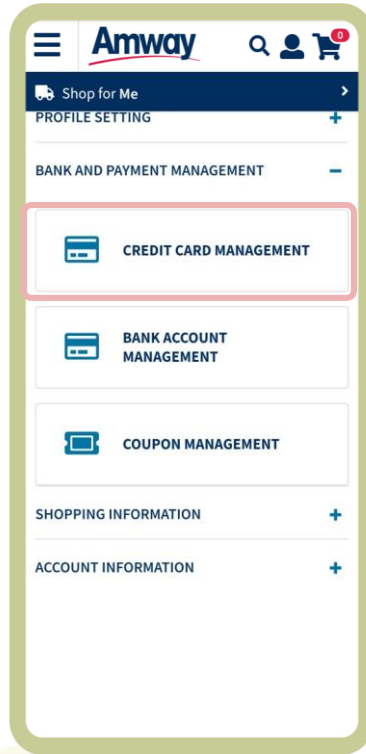 Amway
0
Shop for Me
PROFILE SETTING
BANK AND PAYMENT MANAGEMENT
CREDIT CARD MANAGEMENT
BANK ACCOUNT
MANAGEMENT
COUPON MANAGEMENT
SHOPPING INFORMATION
ACCOUNT INFORMATION